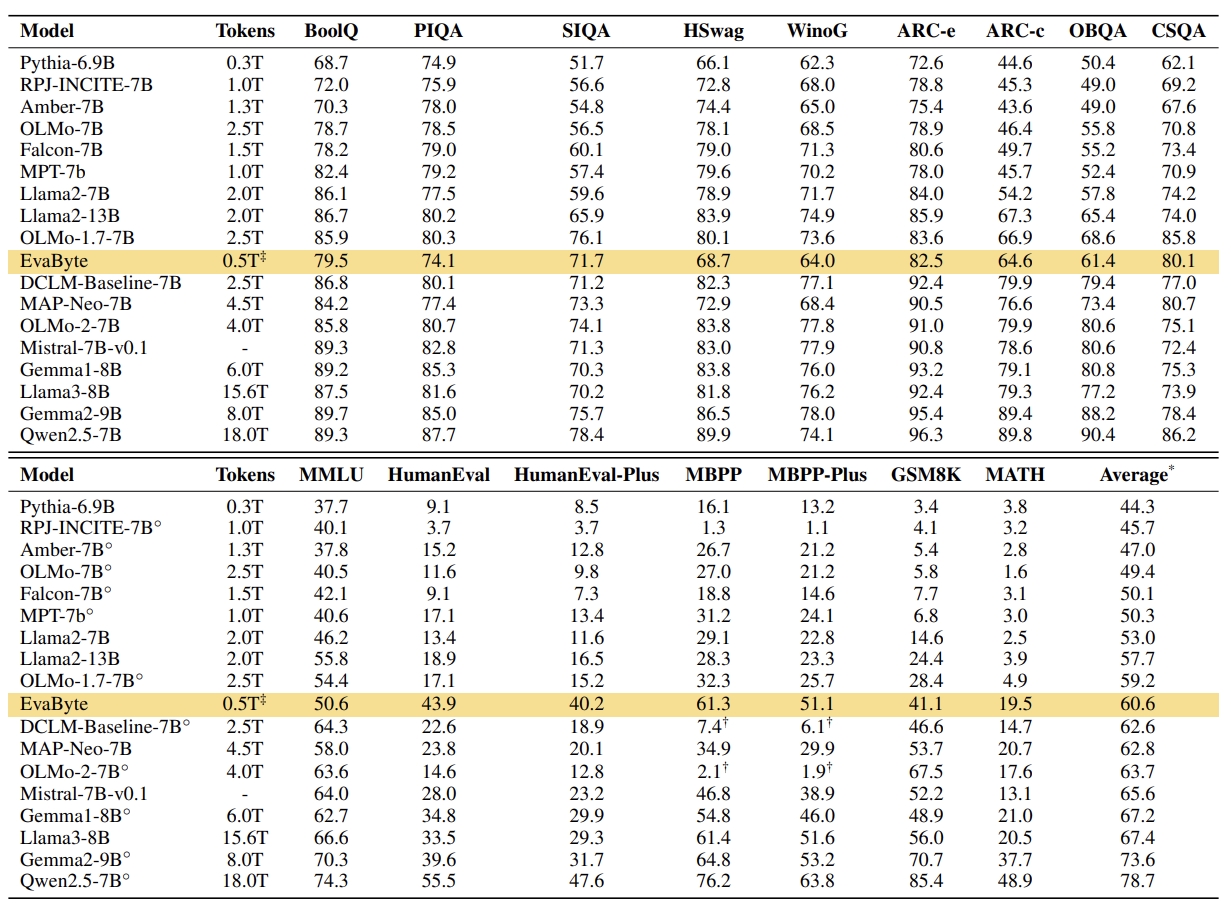 Model Tokens BoolQ PIQA SIQA HSwag WinoG ARC-e ARC-c OBQA CSQA
Pythia-6.9B 0.3T 68.7 74.9 51.7 66.1 62.3 72.6 44.6 50.4 62.1
RPJ-INCITE-7B 1.0T 72.0 75.9 56.6 72.8 68.0 78.8 45.3 49.0 69.2
Amber-7B 1.3T 70.3 78.0 54.8 74.4 65.0 75.4 43.6 49.0 67.6
OLMo-7B 2.5T 78.7 78.5 56.5 78.1 68.5 78.9 46.4 55.8 70.8
Falcon-7B 1.5T 78.2 79.0 60.1 79.0 71.3 80.6 49.7 55.2 73.4
MPT-7b 1.0T 82.4 79.2 57.4 79.6 70.2 78.0 45.7 52.4 70.9
Llama2-7B 2.0T 86.1 77.5 59.6 78.9 71.7 84.0 54.2 57.8 74.2
Llama2-13B 2.0T 86.7 80.2 65.9 83.9 74.9 85.9 67.3 65.4 74.0
OLMo-1.7-7B 2.5T 85.9 80.3 76.1 80.1 73.6 83.6 66.9 68.6 85.8
EvaByte 0.5T‡ 79.5 74.1 71.7 68.7 64.0 82.5 64.6 61.4 80.1
DCLM-Baseline-7B 2.5T 86.8 80.1 71.2 82.3 77.1 92.4 79.9 79.4 77.0
MAP-Neo-7B 4.5T 84.2 77.4 73.3 72.9 68.4 90.5 76.6 73.4 80.7
OLMo-2-7B 4.0T 85.8 80.7 74.1 83.8 77.8 91.0 79.9 80.6 75.1
Mistral-7B-v0.1 - 89.3 82.8 71.3 83.0 77.9 90.8 78.6 80.6 72.4
Gemma1-8B 6.0T 89.2 85.3 70.3 83.8 76.0 93.2 79.1 80.8 75.3
Llama3-8B 15.6T 87.5 81.6 70.2 81.8 76.2 92.4 79.3 77.2 73.9
Gemma2-9B 8.0T 89.7 85.0 75.7 86.5 78.0 95.4 89.4 88.2 78.4
Qwen2.5-7B 18.0T 89.3 87.7 78.4 89.9 74.1 96.3 89.8 90.4 86.2
Model Tokens MMLU HumanEval HumanEval-Plus MBPP MBPP-Plus GSM8K MATH Average*
Pythia-6.9B 0.3T 37.7 9.1 8.5 16.1 13.2 3.4 3.8 44.3
RPJ-INCITE-7B° 1.0T 40.1 3.7 3.7 1.3 1.1 4.1 3.2 45.7
Amber-7B° 1.3T 37.8 15.2 12.8 26.7 21.2 5.4 2.8 47.0
OLMo-7B° 2.5T 40.5 11.6 9.8 27.0 21.2 5.8 1.6 49.4
Falcon-7B° 1.5T 42.1 9.1 7.3 18.8 14.6 7.7 3.1 50.1
MPT-7b° 1.0T 40.6 17.1 13.4 31.2 24.1 6.8 3.0 50.3
Llama2-7B 2.0T 46.2 13.4 11.6 29.1 22.8 14.6 2.5 53.0
Llama2-13B 2.0T 55.8 18.9 16.5 28.3 23.3 24.4 3.9 57.7
OLMo-1.7-7B° 2.5T 54.4 17.1 15.2 32.3 25.7 28.4 4.9 59.2
EvaByte 0.5T‡ 50.6 43.9 40.2 61.3 51.1 41.1 19.5 60.6
DCLM-Baseline-7B° 2.5T 64.3 22.6 18.9 7.4† 6.1† 46.6 14.7 62.6
MAP-Neo-7B 4.5T 58.0 23.8 20.1 34.9 29.9 53.7 20.7 62.8
OLMo-2-7B° 4.0T 63.6 14.6 12.8 2.1† 1.9† 67.5 17.6 63.7
Mistral-7B-v0.1 - 64.0 28.0 23.2 46.8 38.9 52.2 13.1 65.6
Gemma1-8B° 6.0T 62.7 34.8 29.9 54.8 46.0 48.9 21.0 67.2
Llama3-8B 15.6T 66.6 33.5 29.3 61.4 51.6 56.0 20.5 67.4
Gemma2-9B° 8.0T 70.3 39.6 31.7 64.8 53.2 70.7 37.7 73.6
Qwen2.5-7B° 18.0T 74.3 55.5 47.6 76.2 63.8 85.4 48.9 78.7